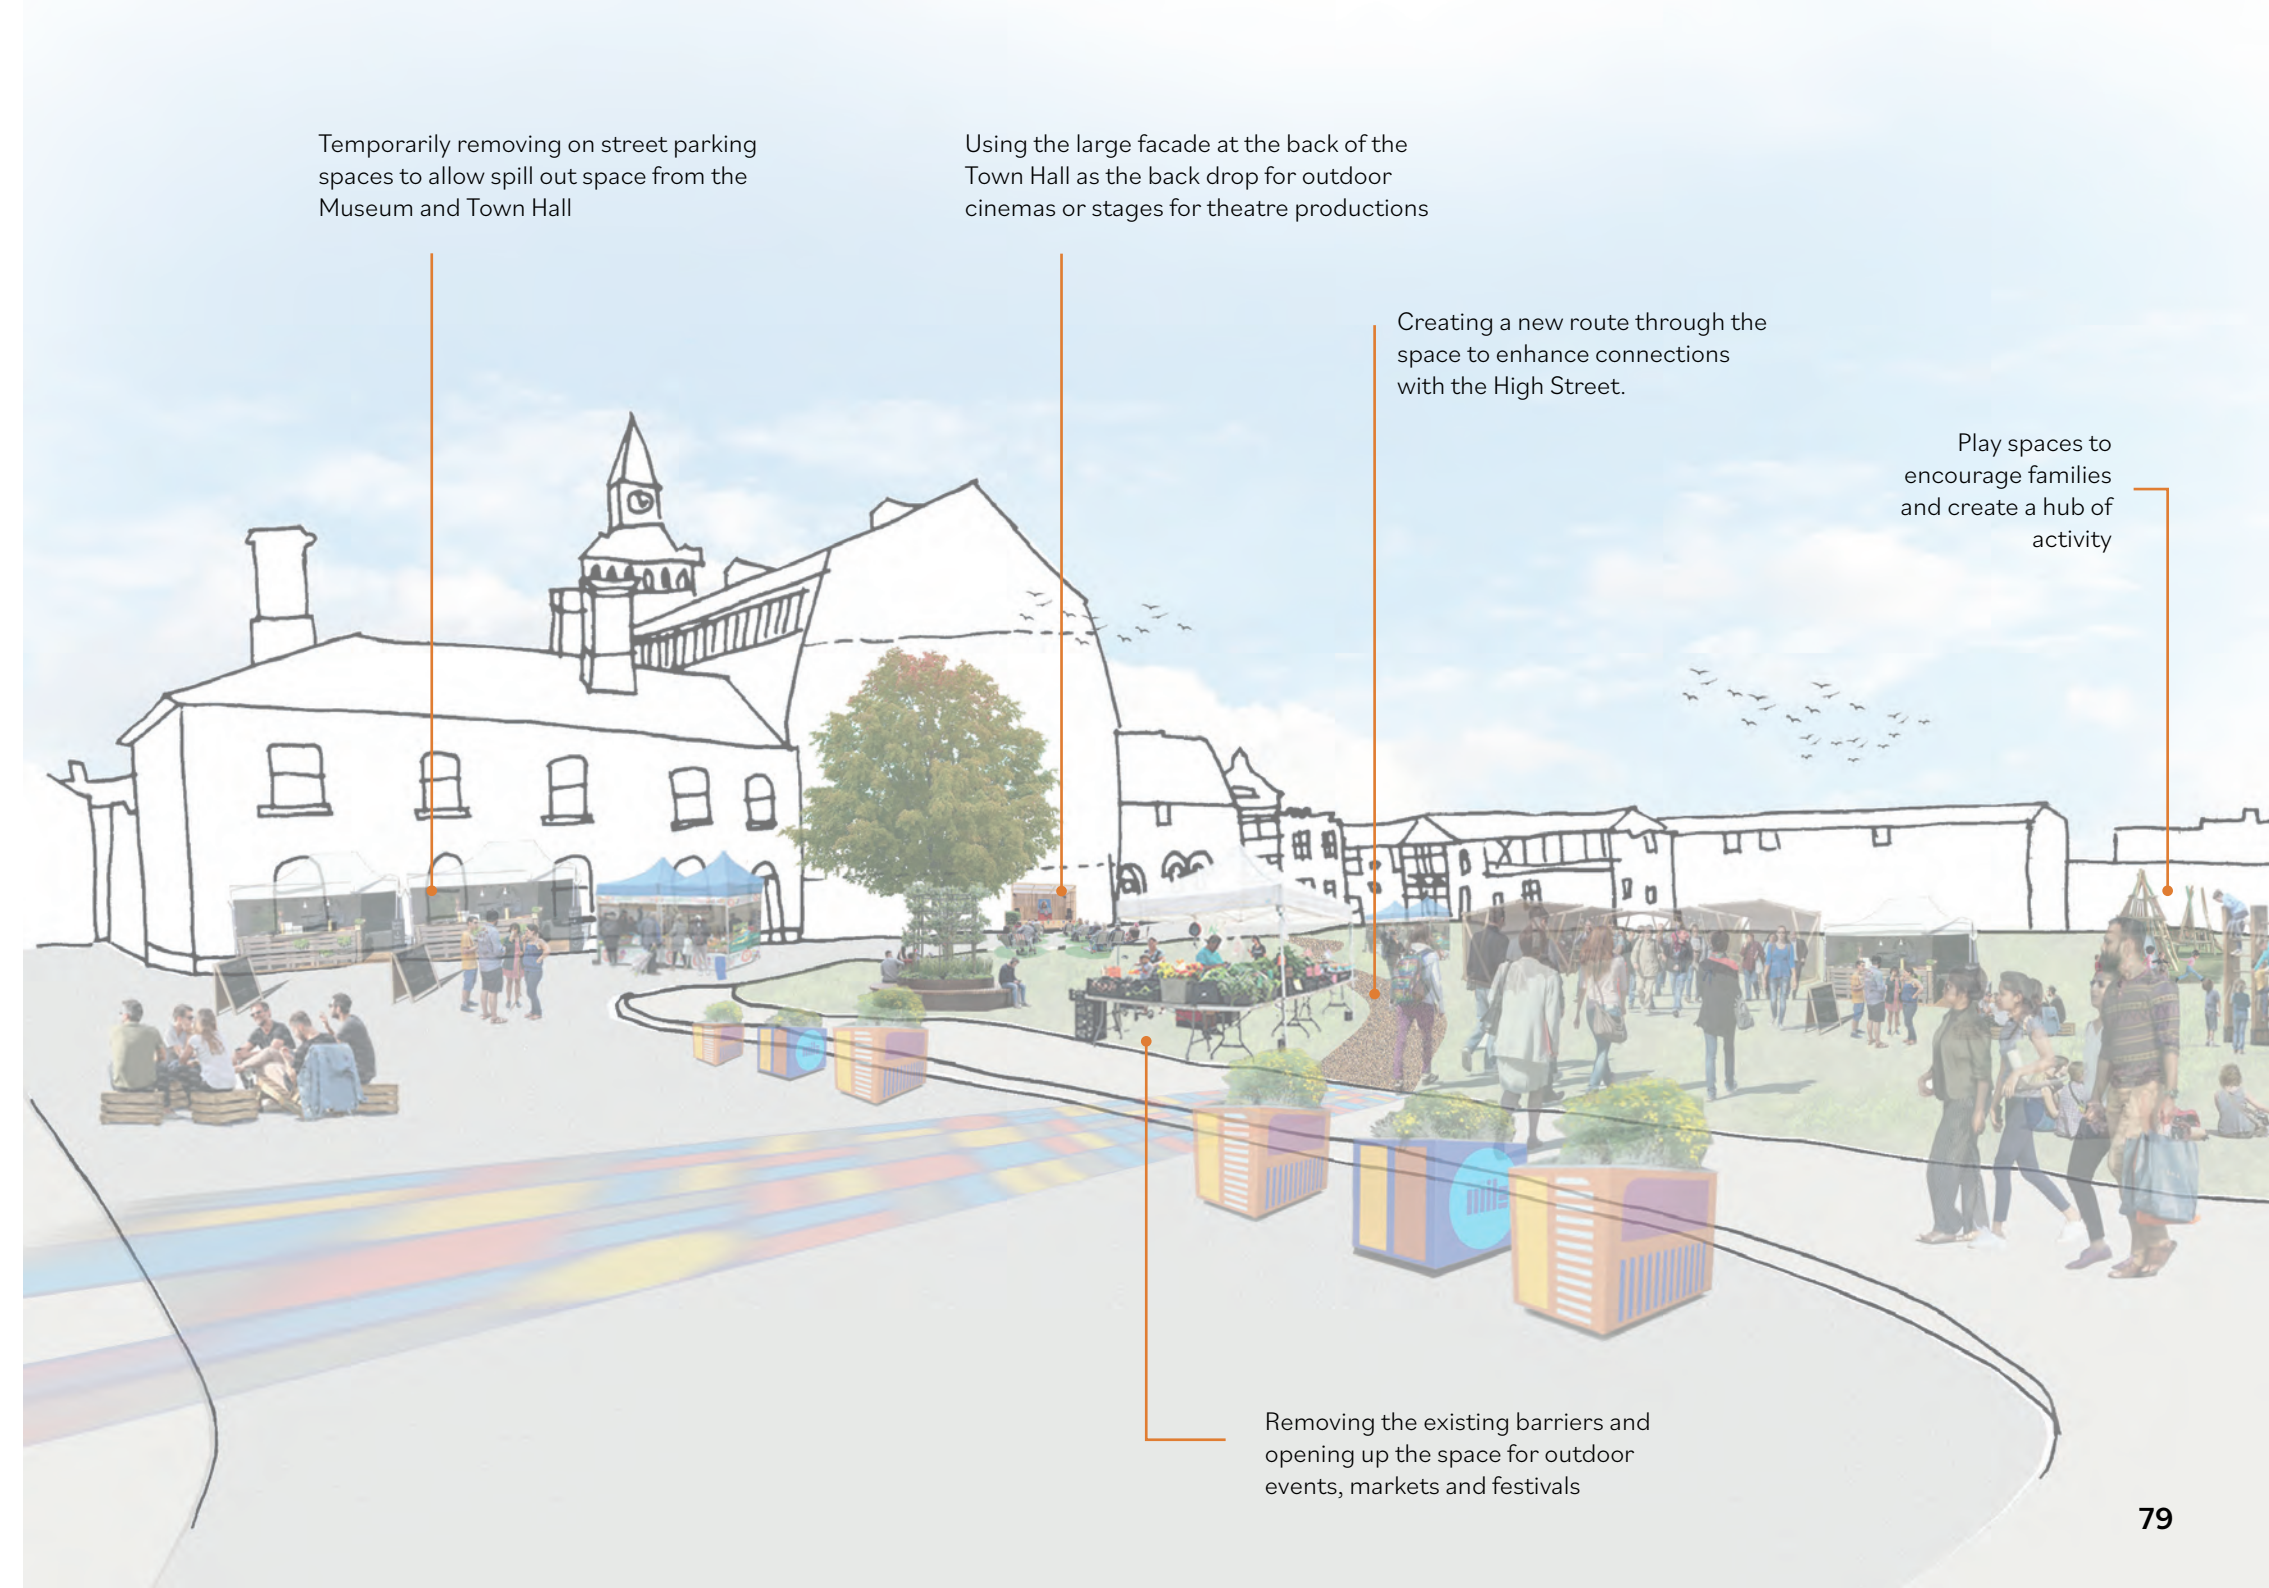 Temporarily removing on street parking
spaces to allow spill out space from the
Museum and Town Hall
Using the large facade at the back of the
Town Hall as the back drop for outdoor
cinemas or stages for theatre productions
Creating a new route through the
space to enhance connections
with the High Street.
Play spaces to
encourage families
and create a hub of
activity
Removing the existing barriers and
opening up the space for outdoor
events, markets and festivals
79